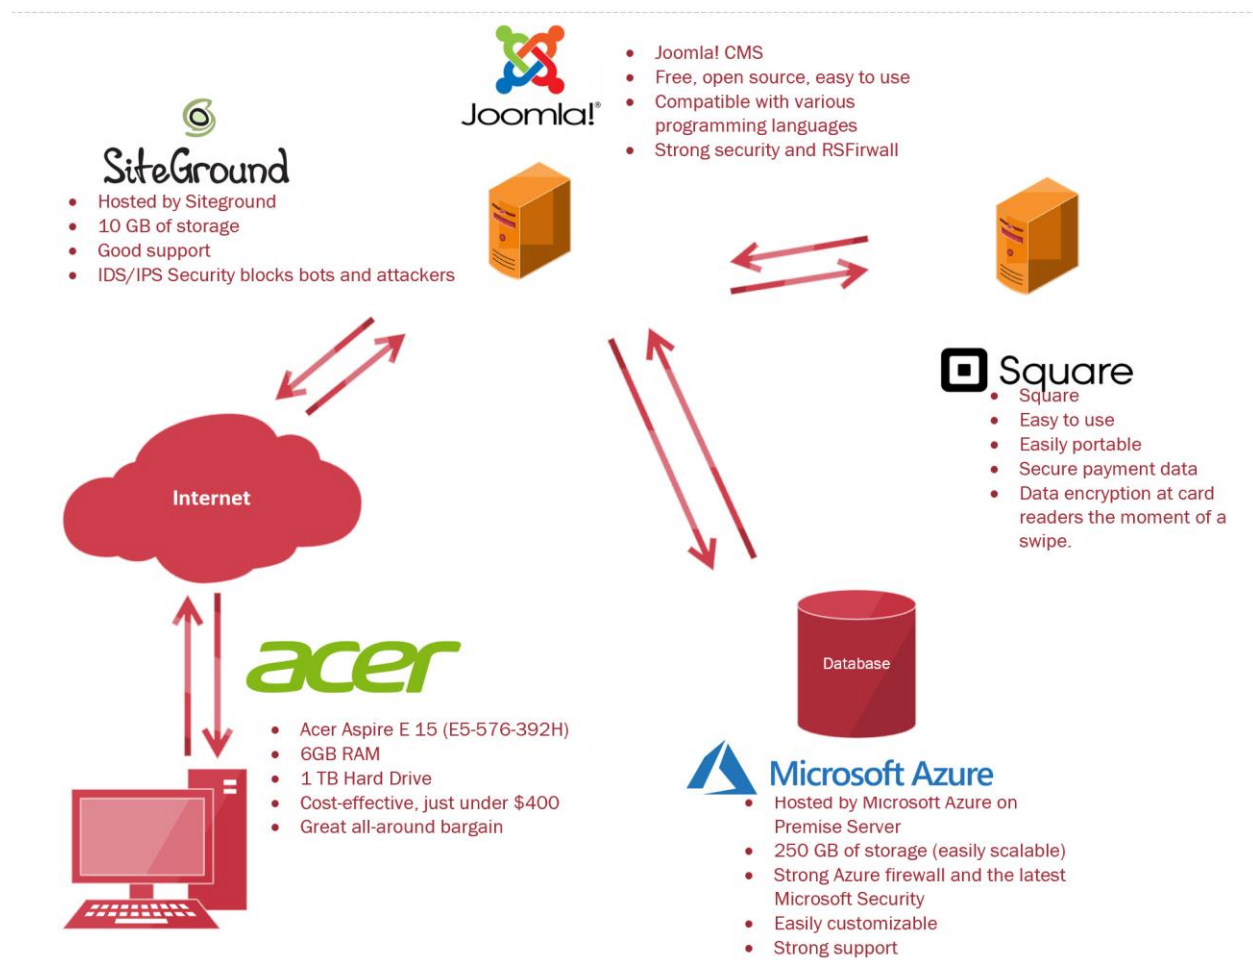 Joomla!®
Joomla! CMS
Free, open source, easy to use
Compatible with various
programming languages
Strong security and RSFirwall
SiteGround
Hosted by Siteground
10 GB of storage
Good support
IDS/IPS Security blocks bots and attackers
Square
Square
Easy to use
Easily portable
Secure payment data
Data encryption at card
readers the moment of a
swipe.
Internet
acer
Acer Aspire E 15 (E5-576-392H)
6GB RAM
1 TB Hard Drive
Cost-effective, just under $400
Great all-around bargain
Database
Microsoft Azure
Hosted by Microsoft Azure on
Premise Server
250 GB of storage (easily scalable)
Strong Azure firewall and the latest
Microsoft Security
Easily customizable
Strong support